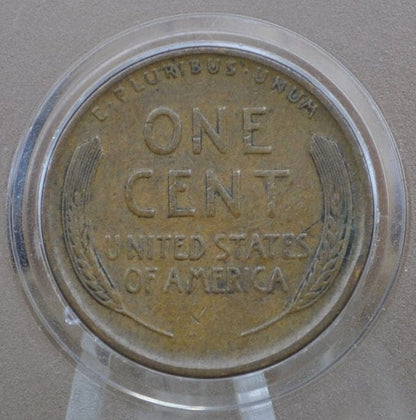 E · PLURIBUS · UNUM
ONE
CENT
UNITED STATES
OF AMERICA